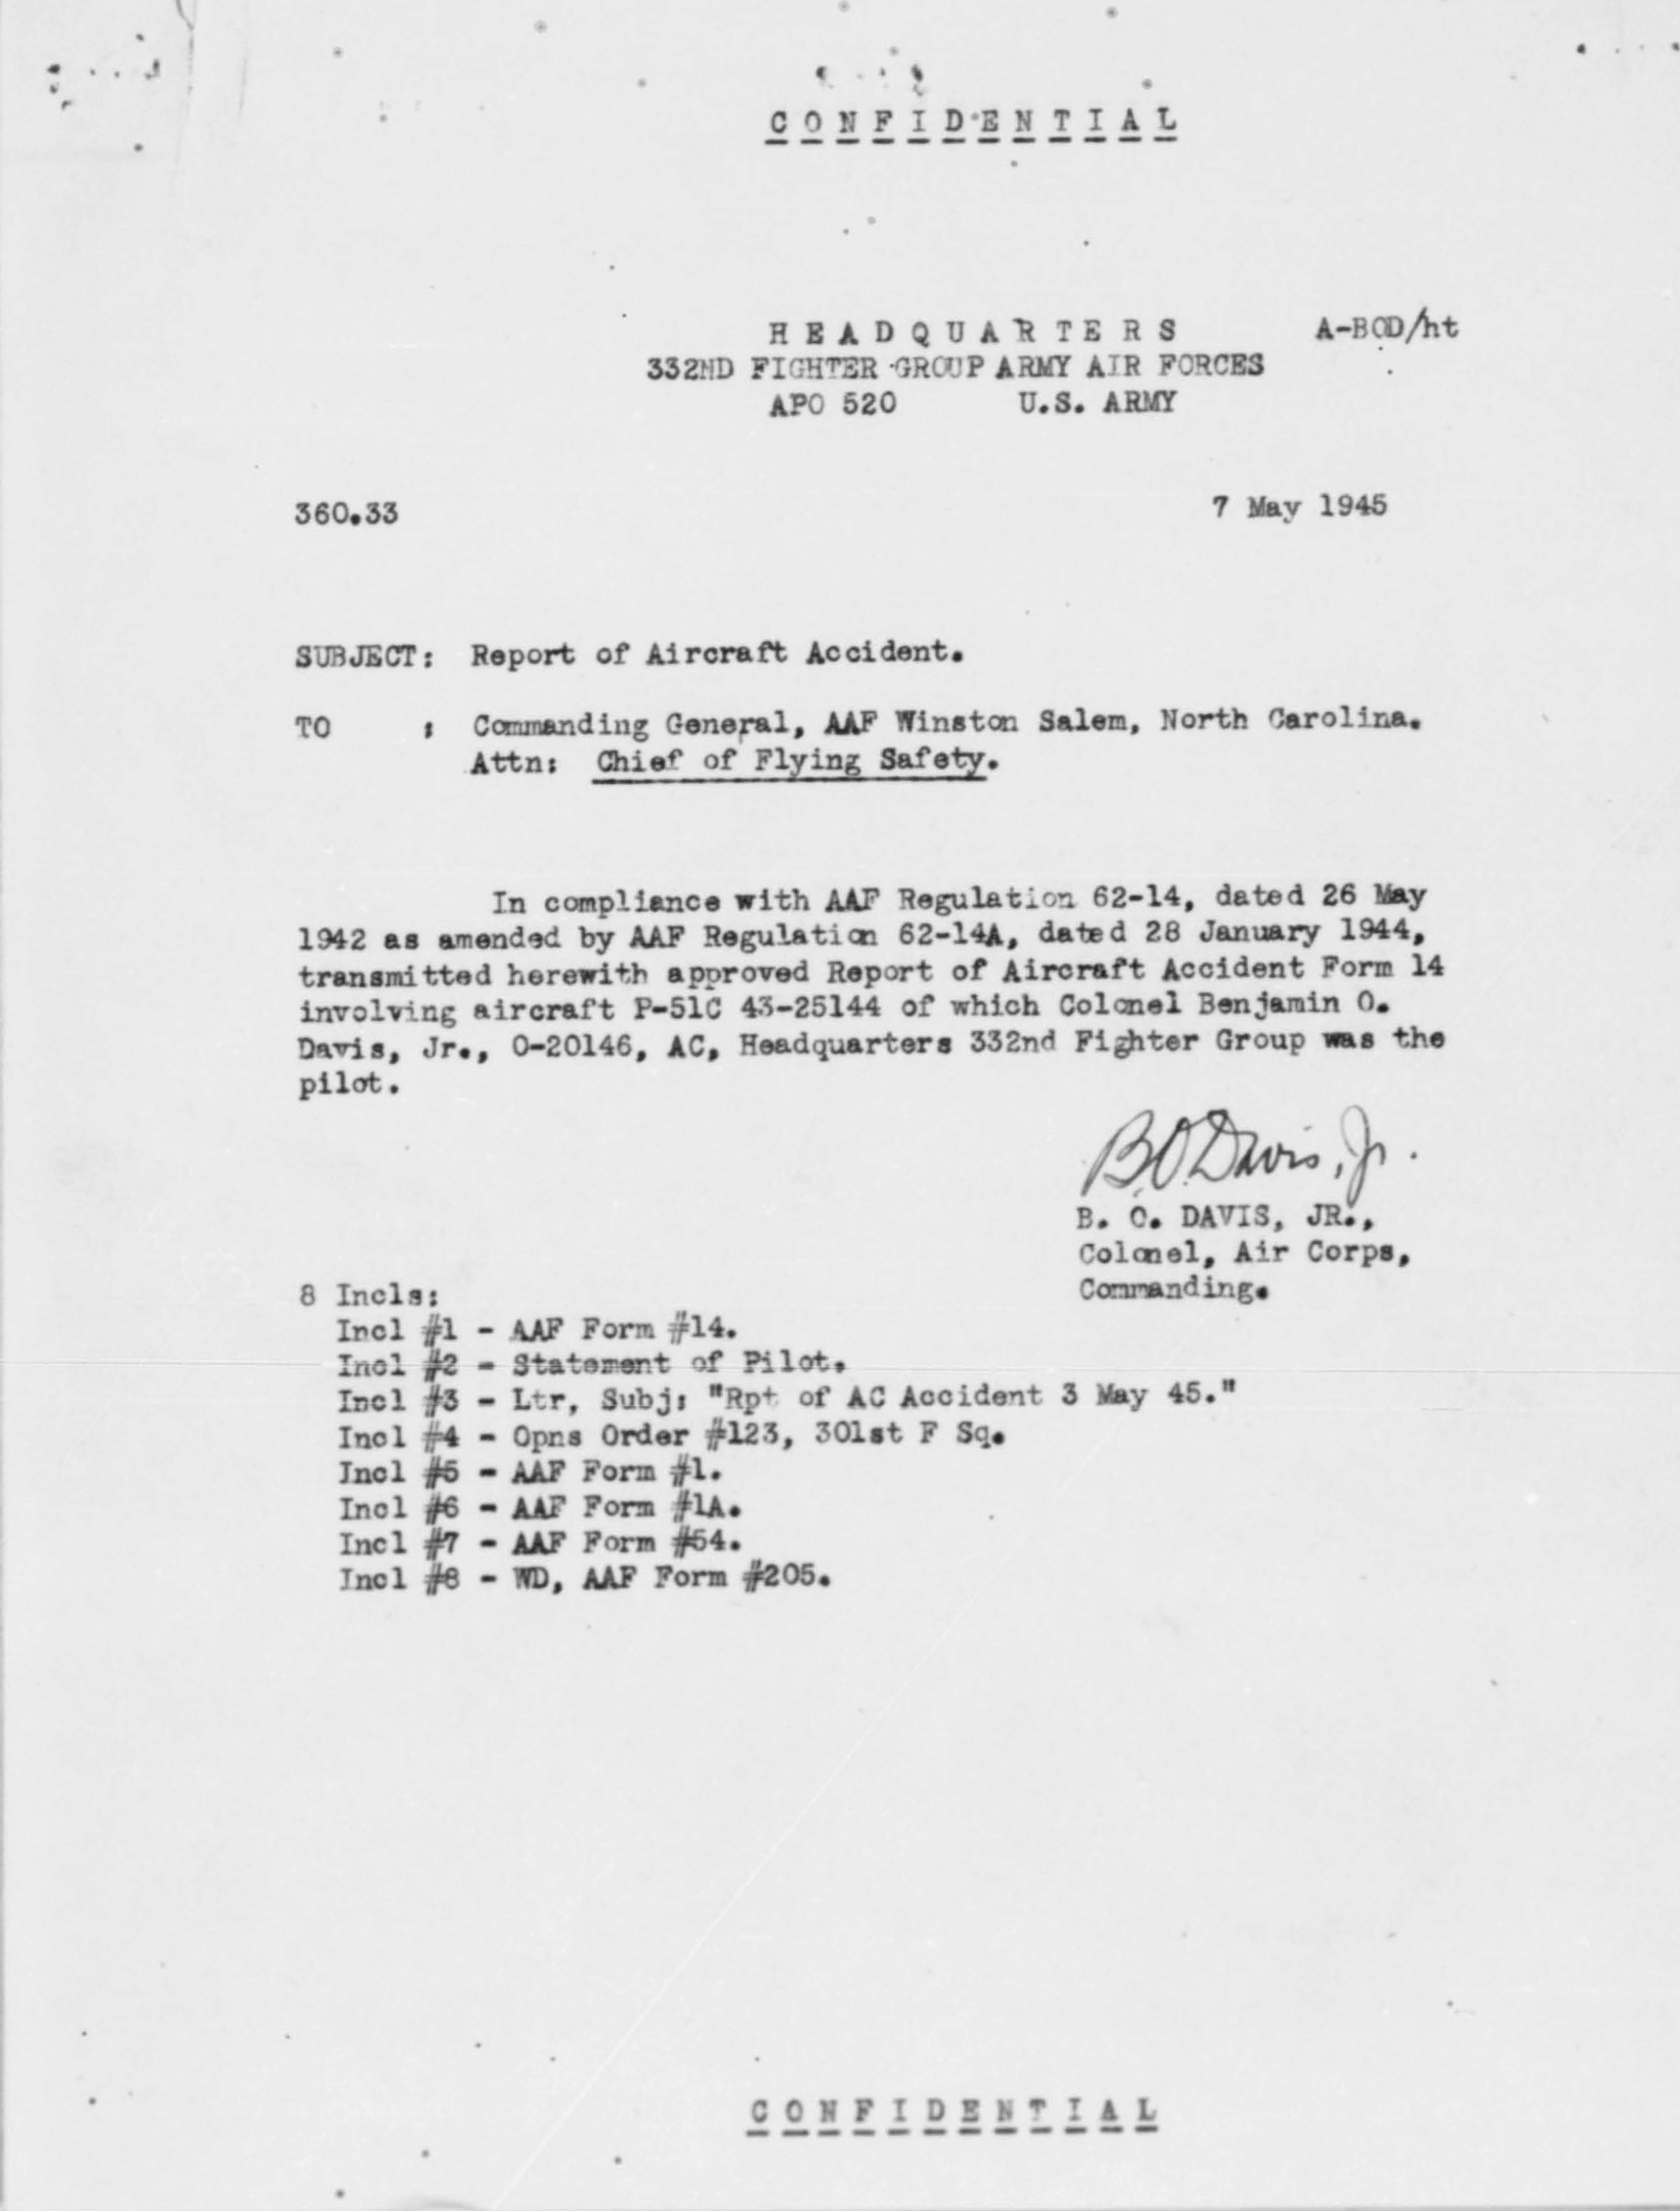 C O N F I D E N T I A L
H E A D Q U A R T E R S A-BOD/ht
332ND FIGHTER GROUP ARMY AIR FORCES
APO 520 U.S. ARMY
360.33 7 May 1945
SUBJECT: Report of Aircraft Accident.
TO : Commanding General, AAF Winston Salem, North Carolina.
Attn: Chief of Flying Safety.
In compliance with AAF Regulation 62-14, dated 26 May
1942 as amended by AAF Regulation 62-14A, dated 28 January 1944,
transmitted herewith approved Report of Aircraft Accident Form 14
involving aircraft P-51C 43-25144 of which Colonel Benjamin O.
Davis, Jr., O-20146, AC, Headquarters 332nd Fighter Group was the
pilot.
B.O. Davis, Jr.
B. O. DAVIS, JR.,
Colonel, Air Corps,
Commanding.
8 Incls:
Incl #1 - AAF Form #14.
Incl #2 - Statement of Pilot.
Incl #3 - Ltr, Subj: "Rpt of AC Accident 3 May 45."
Incl #4 - Opns Order #123, 301st F Sq.
Incl #5 - AAF Form #1.
Incl #6 - AAF Form #1A.
Incl #7 - AAF Form #54.
Incl #8 - WD, AAF Form #205.
C O N F I D E N T I A L